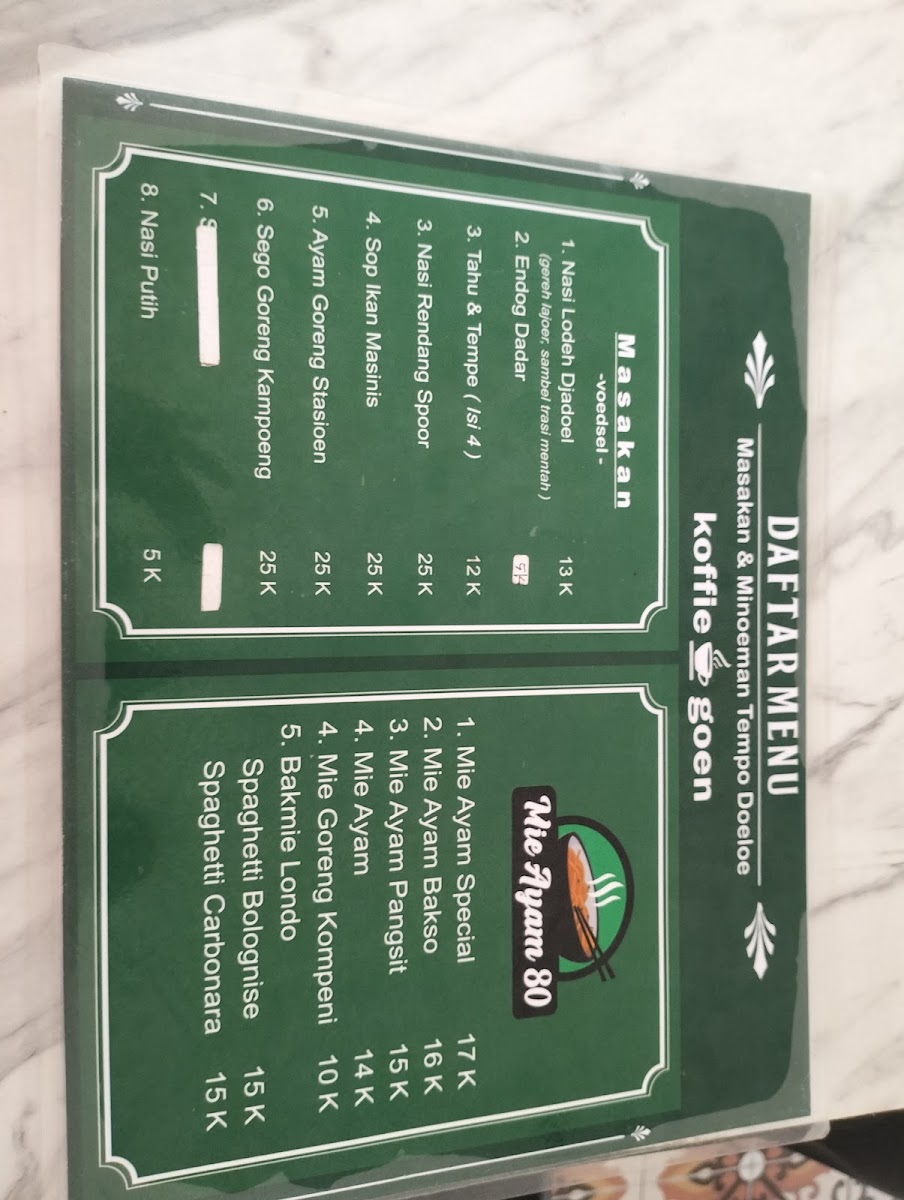 DAFTAR MENU
Masakan & Minoeman Tempo Doeloe
koffie goen
Masakan
-voedsel-
1. Nasi Lodeh Djadoel 13 K
(gereh lajoer, sambel trasi mentah)
2. Endog Dadar 5K
3. Tahu & Tempe ( Isi 4 ) 12 K
3. Nasi Rendang Spoor 25 K
4. Sop Ikan Masinis 25 K
5. Ayam Goreng Stasioen 25 K
6. Sego Goreng Kampoeng 25 K
7.
8. Nasi Putih 5 K
Mie Ayam 80
1. Mie Ayam Special 17 K
2. Mie Ayam Bakso 16 K
3. Mie Ayam Pangsit 15 K
4. Mie Ayam 14 K
4. Mie Goreng Kompeni 10 K
5. Bakmie Londo
Spaghetti Bolognise 15 K
Spaghetti Carbonara 15 K